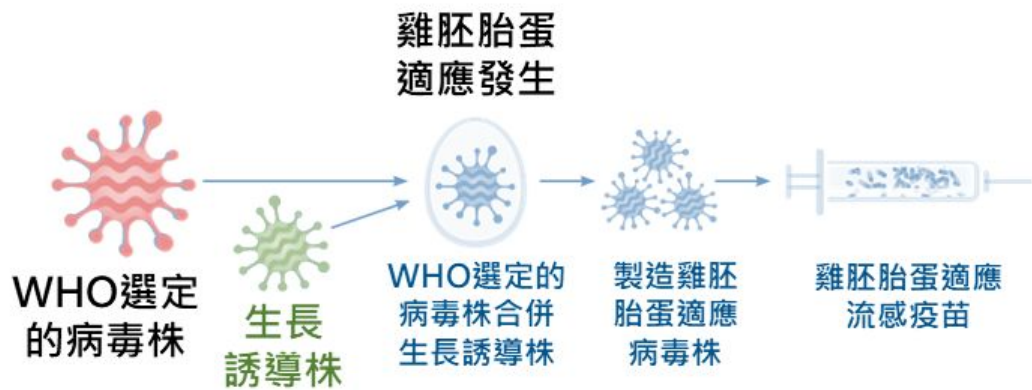 雞胚胎蛋
適應發生
WHO選定
的病毒株
生長
誘導株
WHO選定的
病毒株合併
生長誘導株
製造雞胚
胎蛋適應
病毒株
雞胚胎蛋適應
流感疫苗